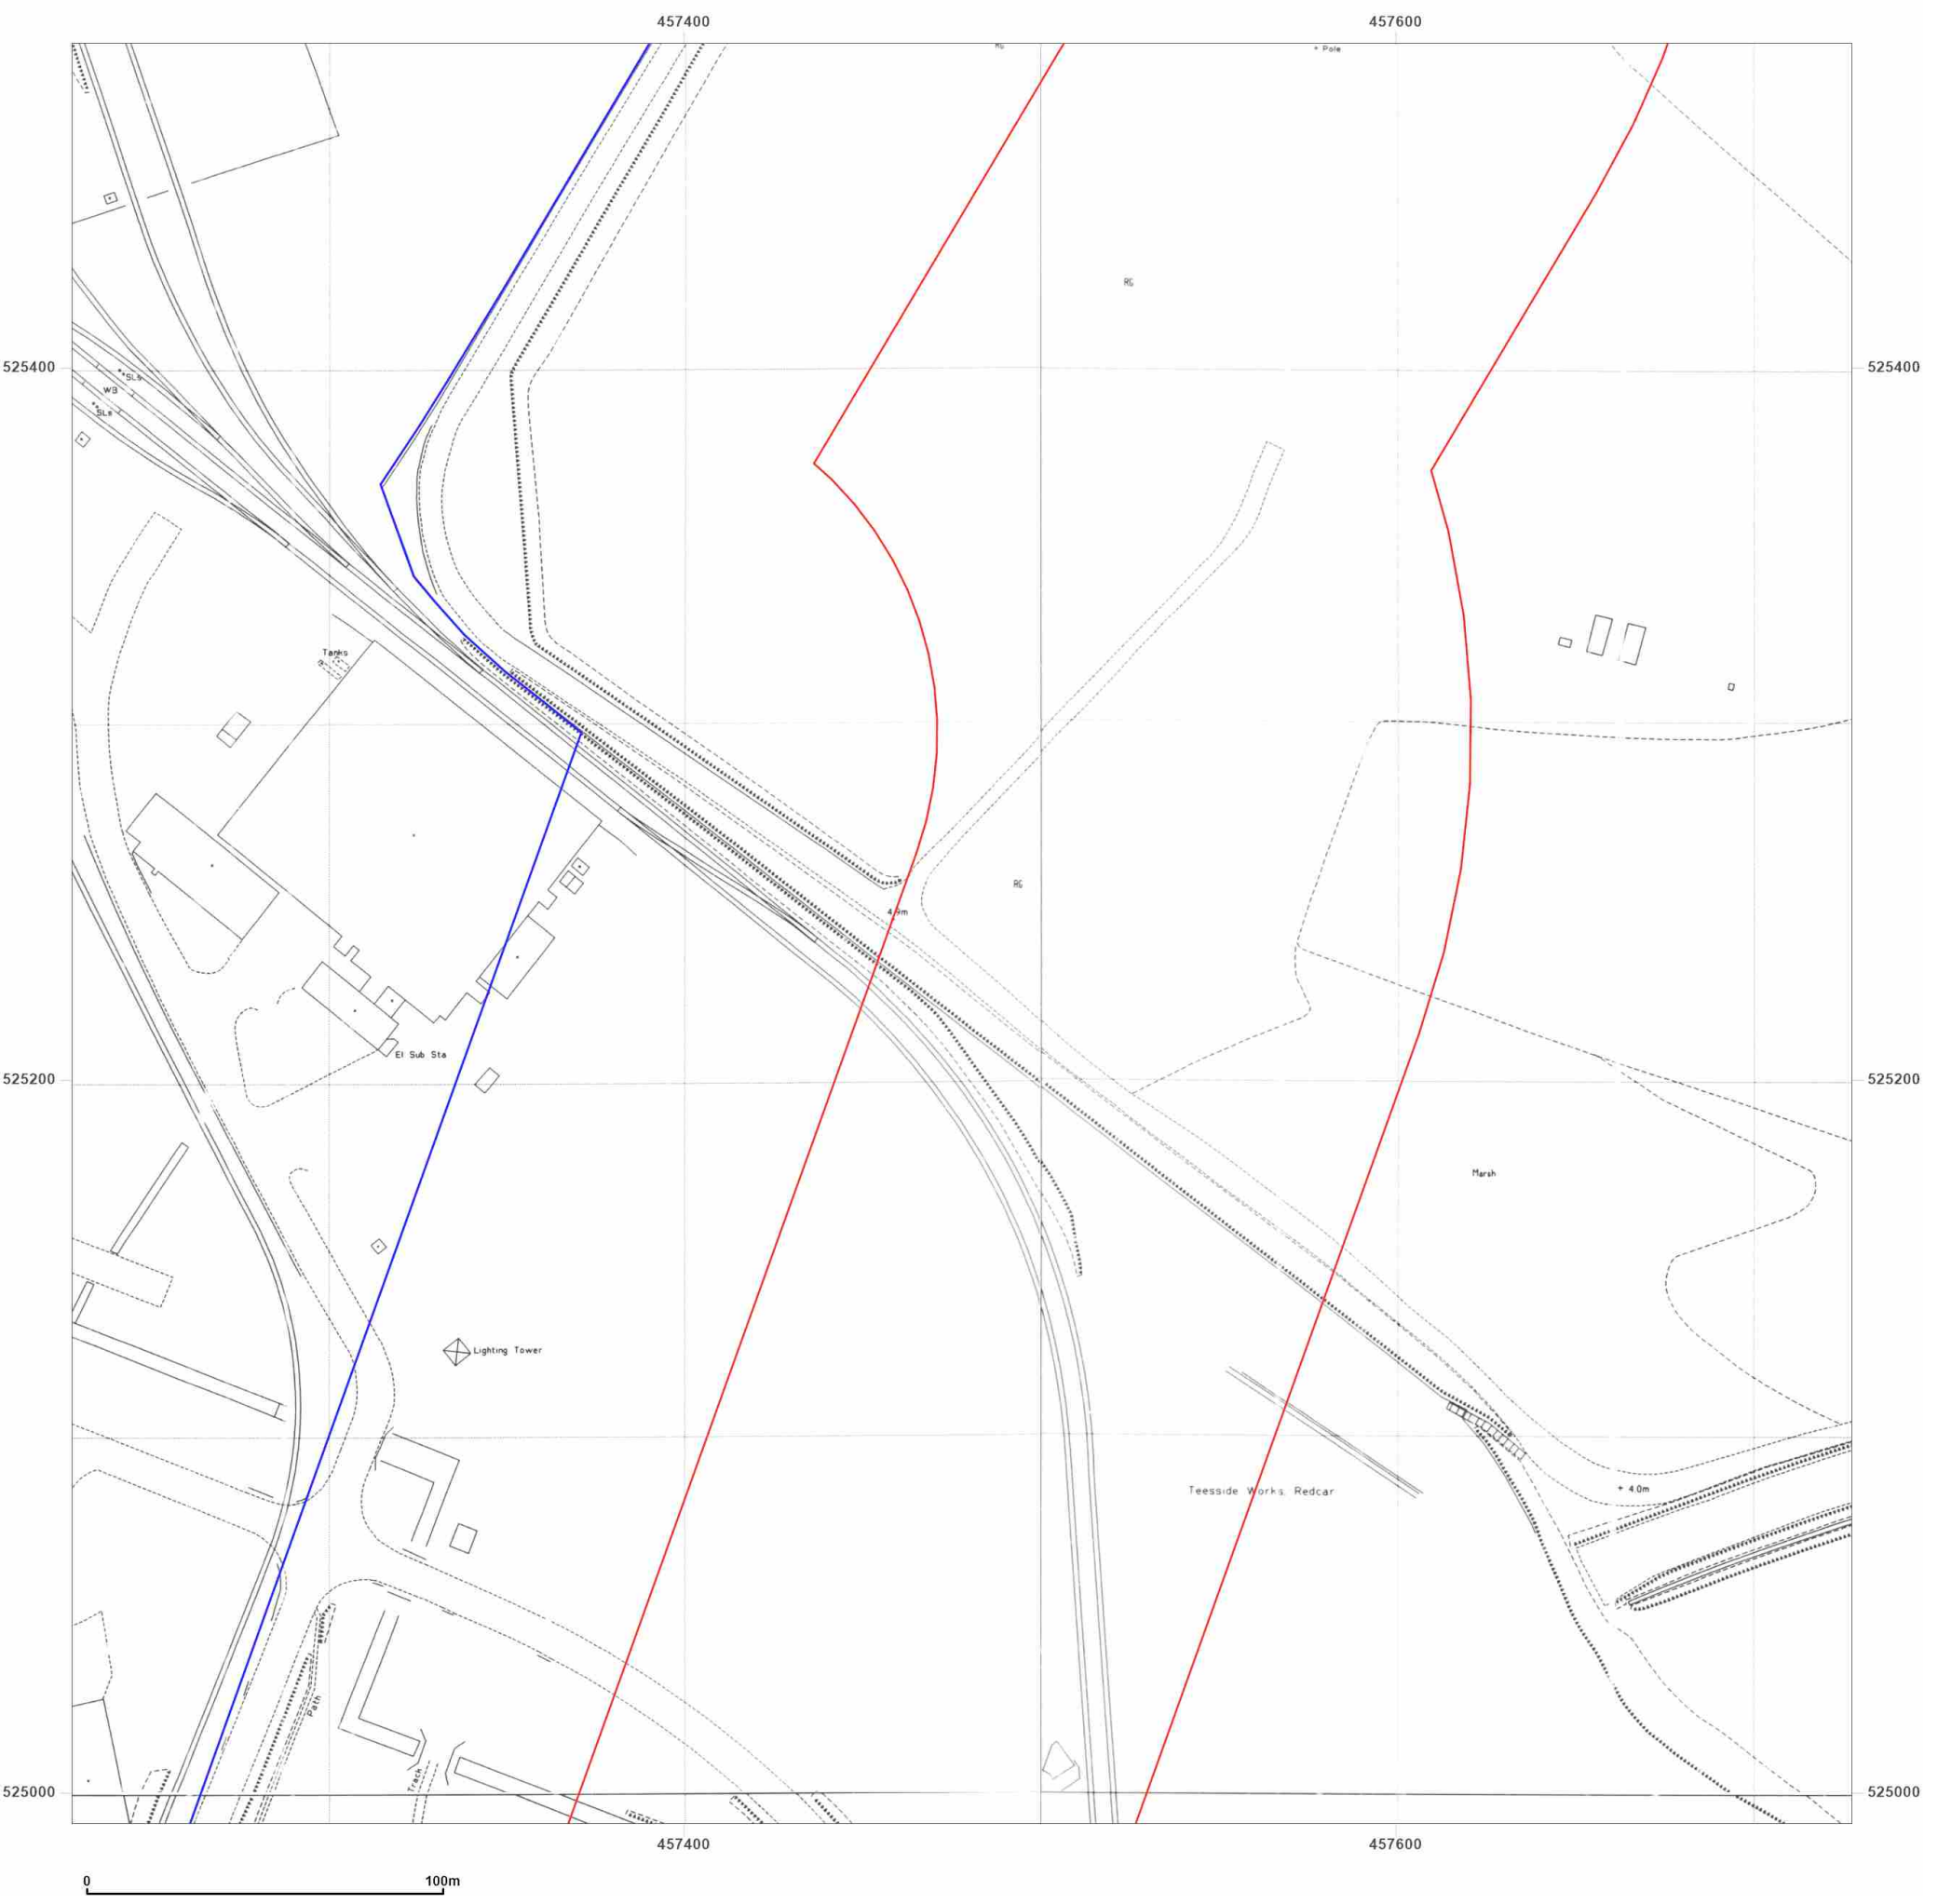 457400 457600
RG
Pole
RG
525400 525400
SLs
WB
SLs
Tanks
RG
4.9m
El Sub Sta
525200 525200
Marsh
Lighting Tower
Teesside Works, Redcar
+ 4.0m
Path
Track
525000 525000
457400 457600
0 100m